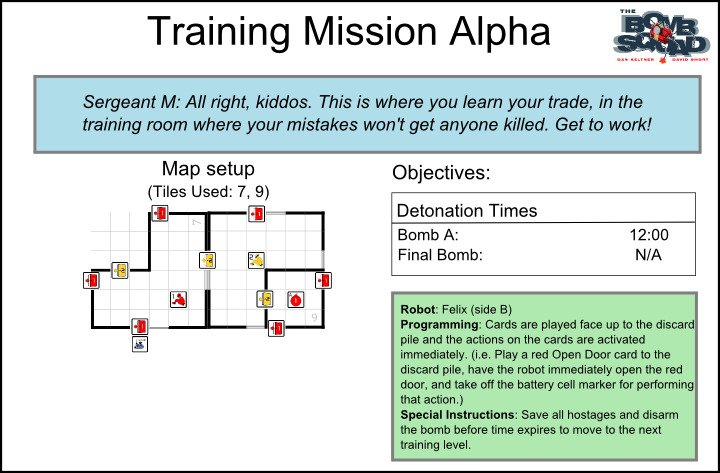 Training Mission Alpha
THE
BOMB
SQUAD
DAN KELTNER DAVID SHORT
Sergeant M: All right, kiddos. This is where you learn your trade, in the
training room where your mistakes won't get anyone killed. Get to work!
Map setup
(Tiles Used: 7, 9)
Objectives:
Detonation Times
Bomb A: 12:00
Final Bomb: N/A
Robot: Felix (side B)
Programming: Cards are played face up to the discard
pile and the actions on the cards are activated
immediately. (i.e. Play a red Open Door card to the
discard pile, have the robot immediately open the red
door, and take off the battery cell marker for performing
that action.)
Special Instructions: Save all hostages and disarm
the bomb before time expires to move to the next
training level.
7
9